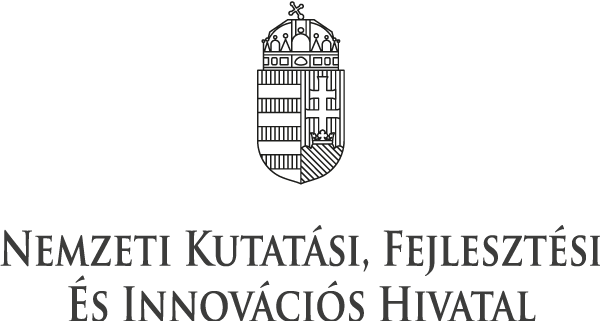 NEMZETI KUTATÁSI, FEJLESZTÉSI
ÉS INNOVÁCIÓS HIVATAL